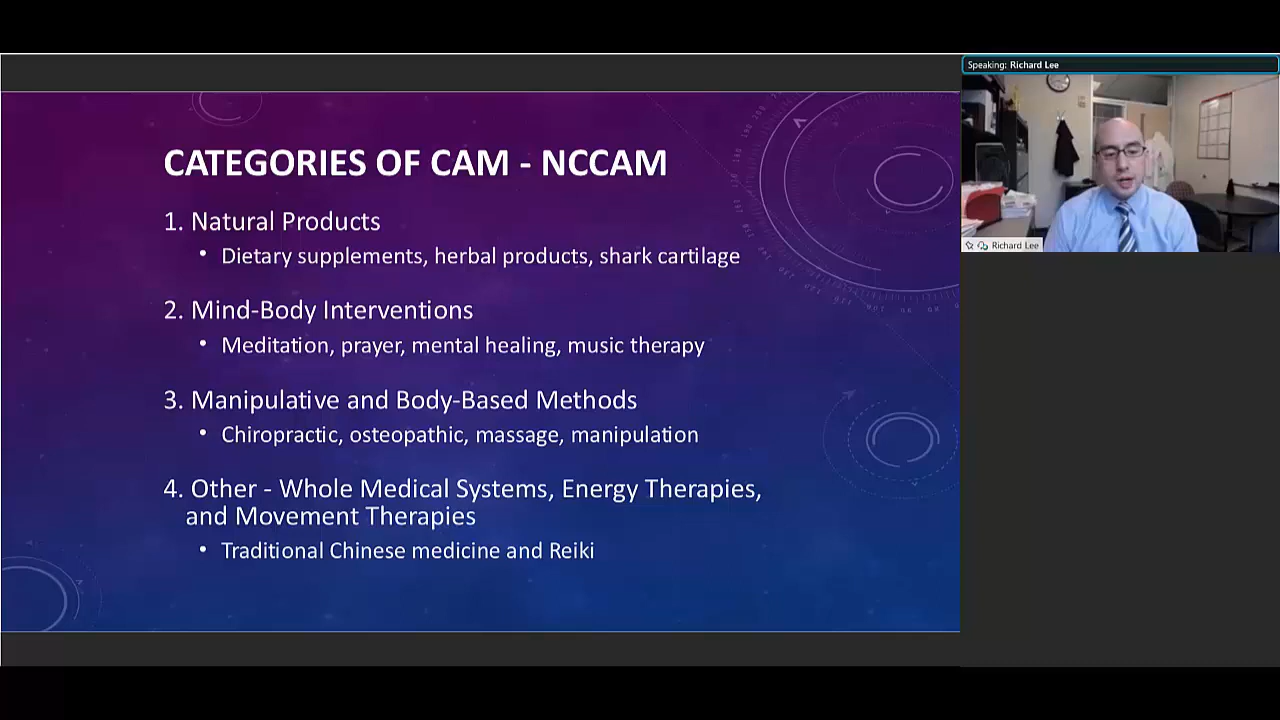 Speaking: Richard Lee
CATEGORIES OF CAM - NCCAM
1. Natural Products
• Dietary supplements, herbal products, shark cartilage
2. Mind-Body Interventions
• Meditation, prayer, mental healing, music therapy
3. Manipulative and Body-Based Methods
• Chiropractic, osteopathic, massage, manipulation
4. Other - Whole Medical Systems, Energy Therapies,
and Movement Therapies
• Traditional Chinese medicine and Reiki
Richard Lee